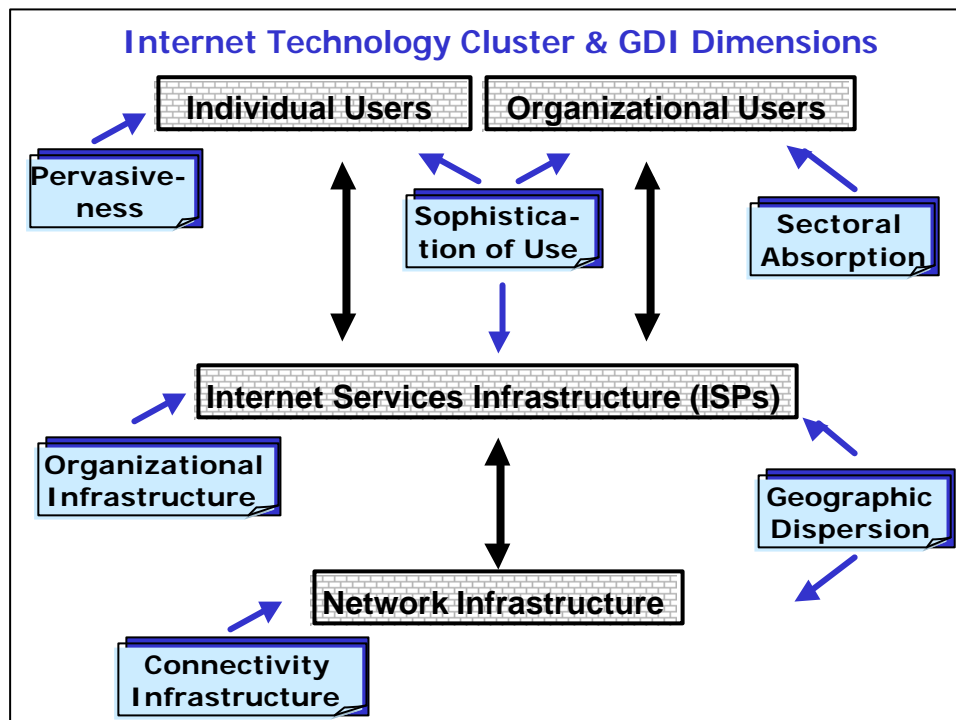 Internet Technology Cluster & GDI Dimensions
Individual Users
Organizational Users
Pervasive-
ness
Sophistica-
tion of Use
Sectoral
Absorption
Internet Services Infrastructure (ISPs)
Organizational
Infrastructure
Geographic
Dispersion
Network Infrastructure
Connectivity
Infrastructure